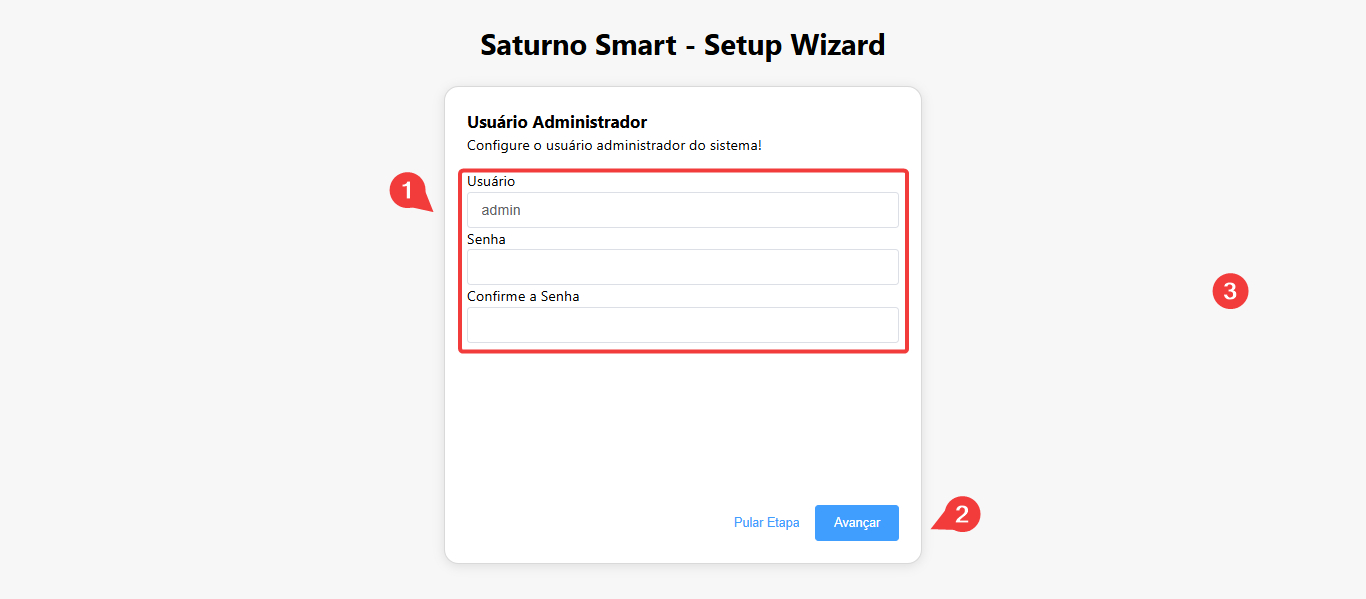 Saturno Smart - Setup Wizard
Usuário Administrador
Configure o usuário administrador do sistema!
1
Usuário
admin
Senha
Confirme a Senha
3
Pular Etapa
Avançar
2